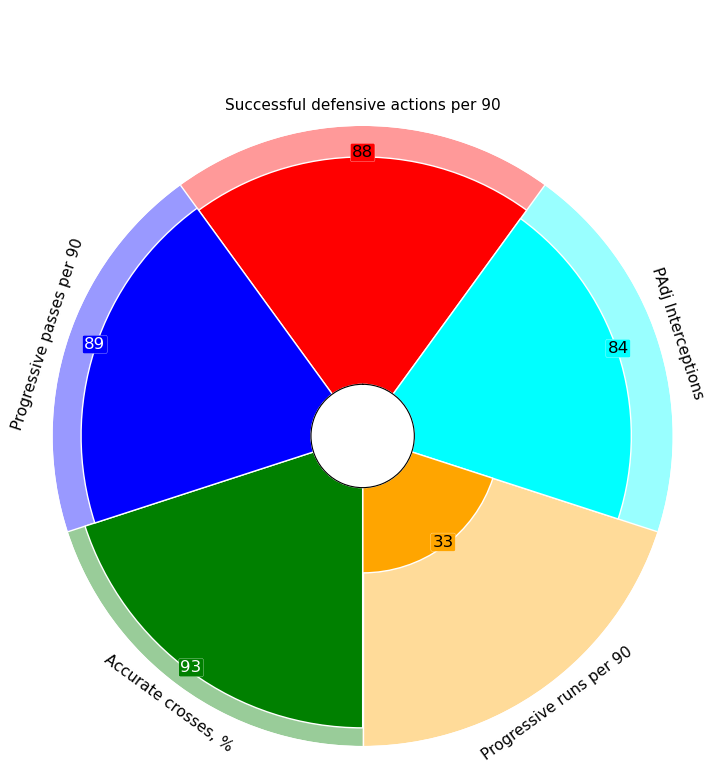 Successful defensive actions per 90
88
Progressive passes per 90
89
PAdj Interceptions
84
33
93
Accurate crosses, %
Progressive runs per 90